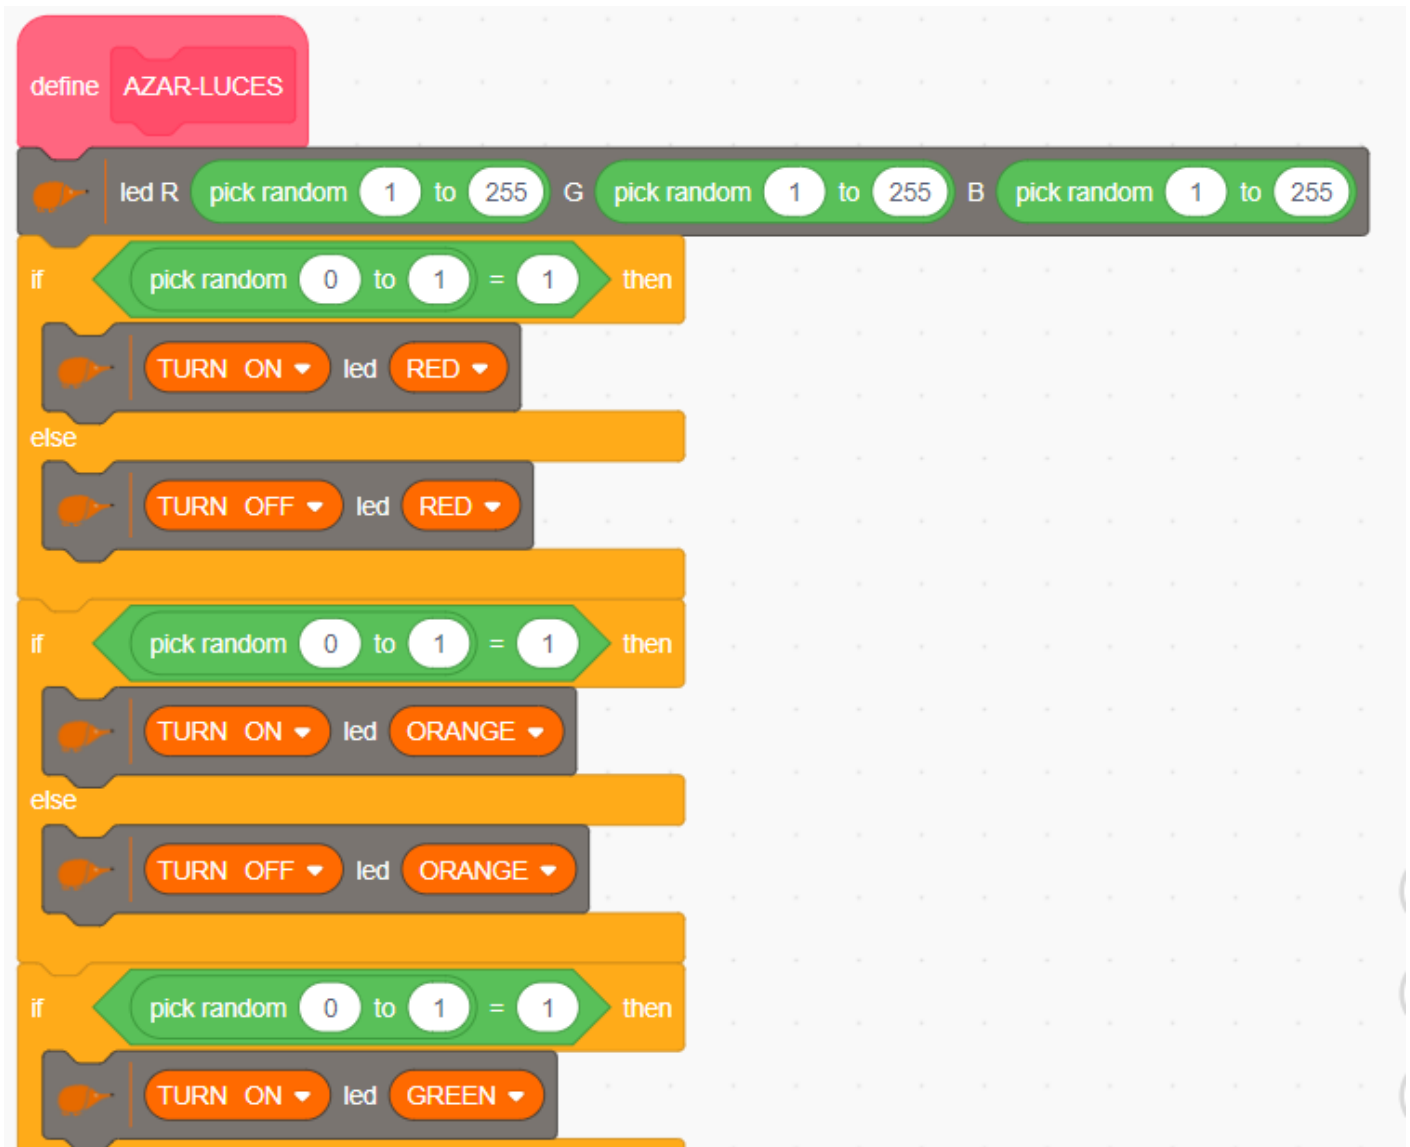 define AZAR-LUCES
led R pick random 1 to 255 G pick random 1 to 255 B pick random 1 to 255
if pick random 0 to 1 = 1 then
TURN ON led RED
else
TURN OFF led RED
if pick random 0 to 1 = 1 then
TURN ON led ORANGE
else
TURN OFF led ORANGE
if pick random 0 to 1 = 1 then
TURN ON led GREEN